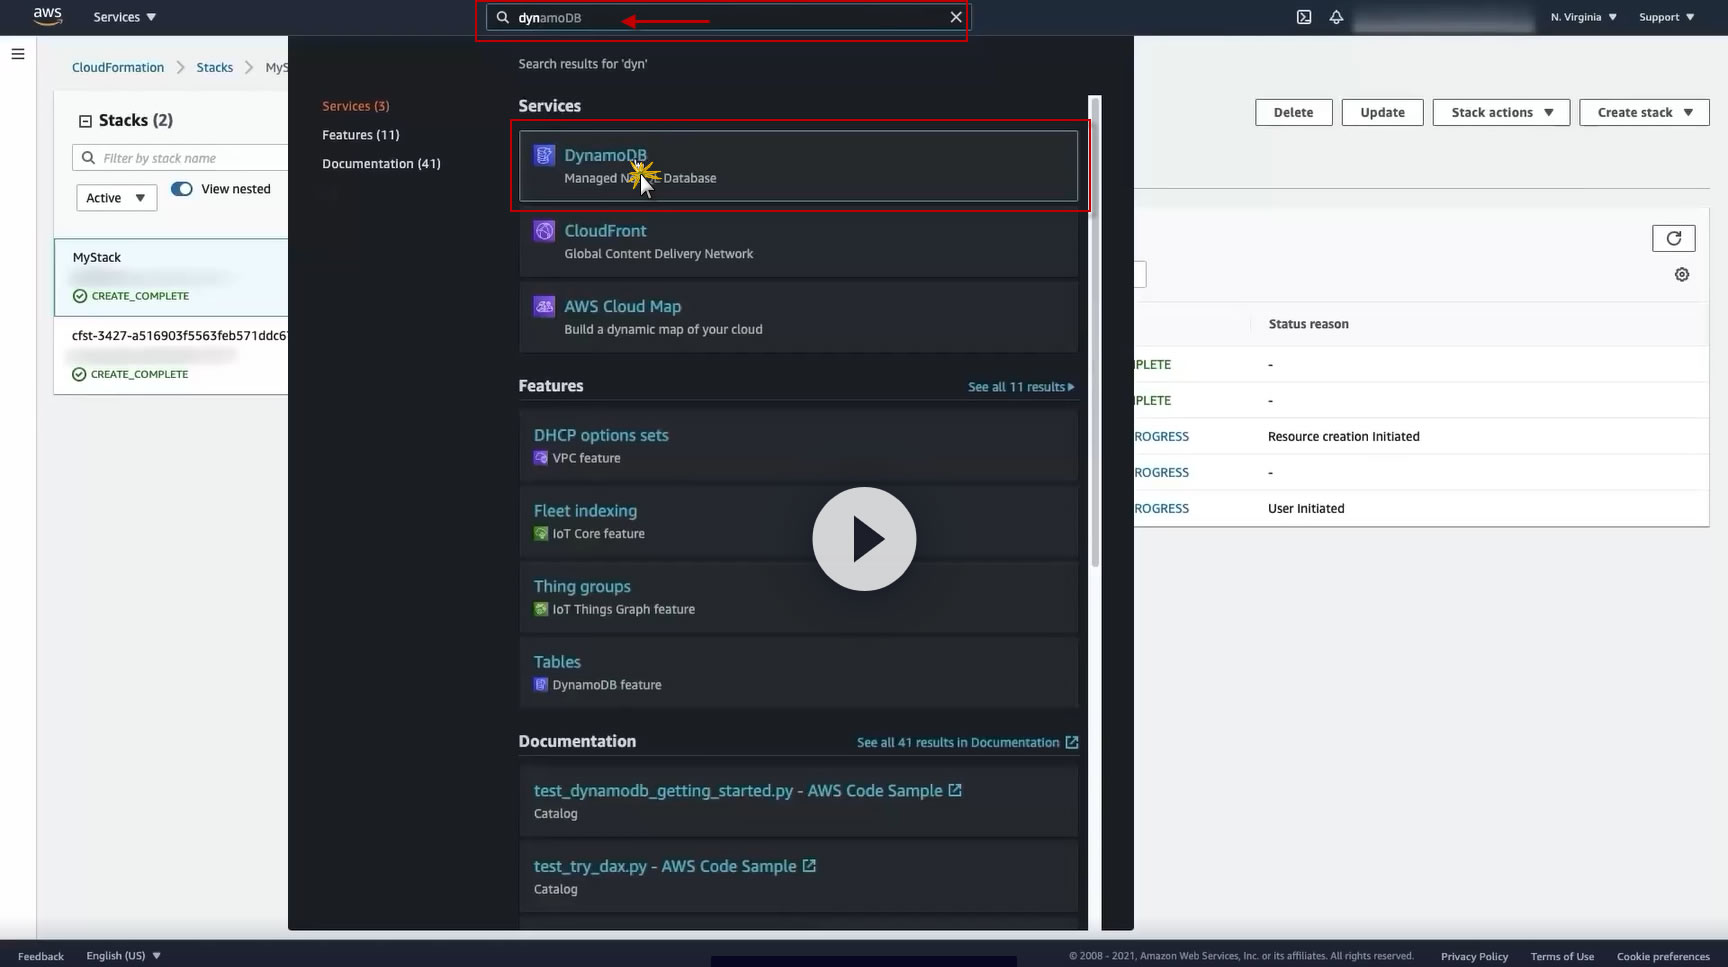 aws
Services
dynamoDB
N. Virginia
Support
CloudFormation
Stacks
MyS
Search results for 'dyn'
Services (3)
Features (11)
Documentation (41)
Stacks (2)
Filter by stack name
Active
View nested
MyStack
CREATE_COMPLETE
cfst-3427-a516903f5563feb571ddc6
CREATE_COMPLETE
Services
DynamoDB
Managed Database
CloudFront
Global Content Delivery Network
AWS Cloud Map
Build a dynamic map of your cloud
Features
See all 11 results
DHCP options sets
VPC feature
Fleet indexing
IoT Core feature
Thing groups
IoT Things Graph feature
Tables
DynamoDB feature
Documentation
See all 41 results in Documentation
test_dynamodb_getting_started.py - AWS Code Sample
Catalog
test_try_dax.py - AWS Code Sample
Catalog
Delete
Update
Stack actions
Create stack
Status reason
PLETE
-
PLETE
-
ROGRESS
Resource creation Initiated
ROGRESS
-
ROGRESS
User Initiated
Feedback
English (US)
© 2008 - 2021, Amazon Web Services, Inc. or its affiliates. All rights reserved.
Privacy Policy
Terms of Use
Cookie preferences